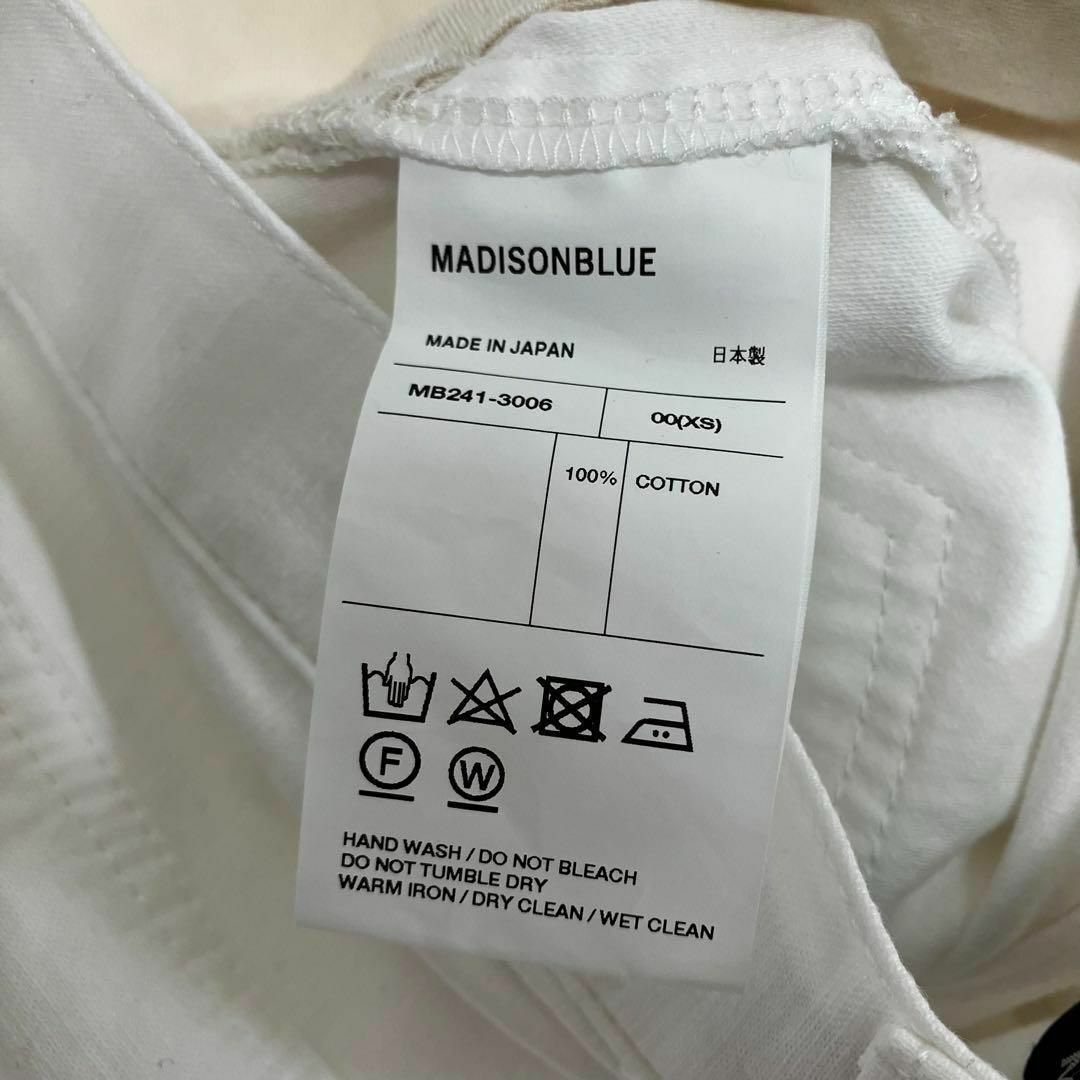 MADISONBLUE
MADE IN JAPAN 日本製
MB241-3006 00(XS)
100% COTTON
F W
HAND WASH / DO NOT BLEACH
DO NOT TUMBLE DRY
WARM IRON / DRY CLEAN / WET CLEAN